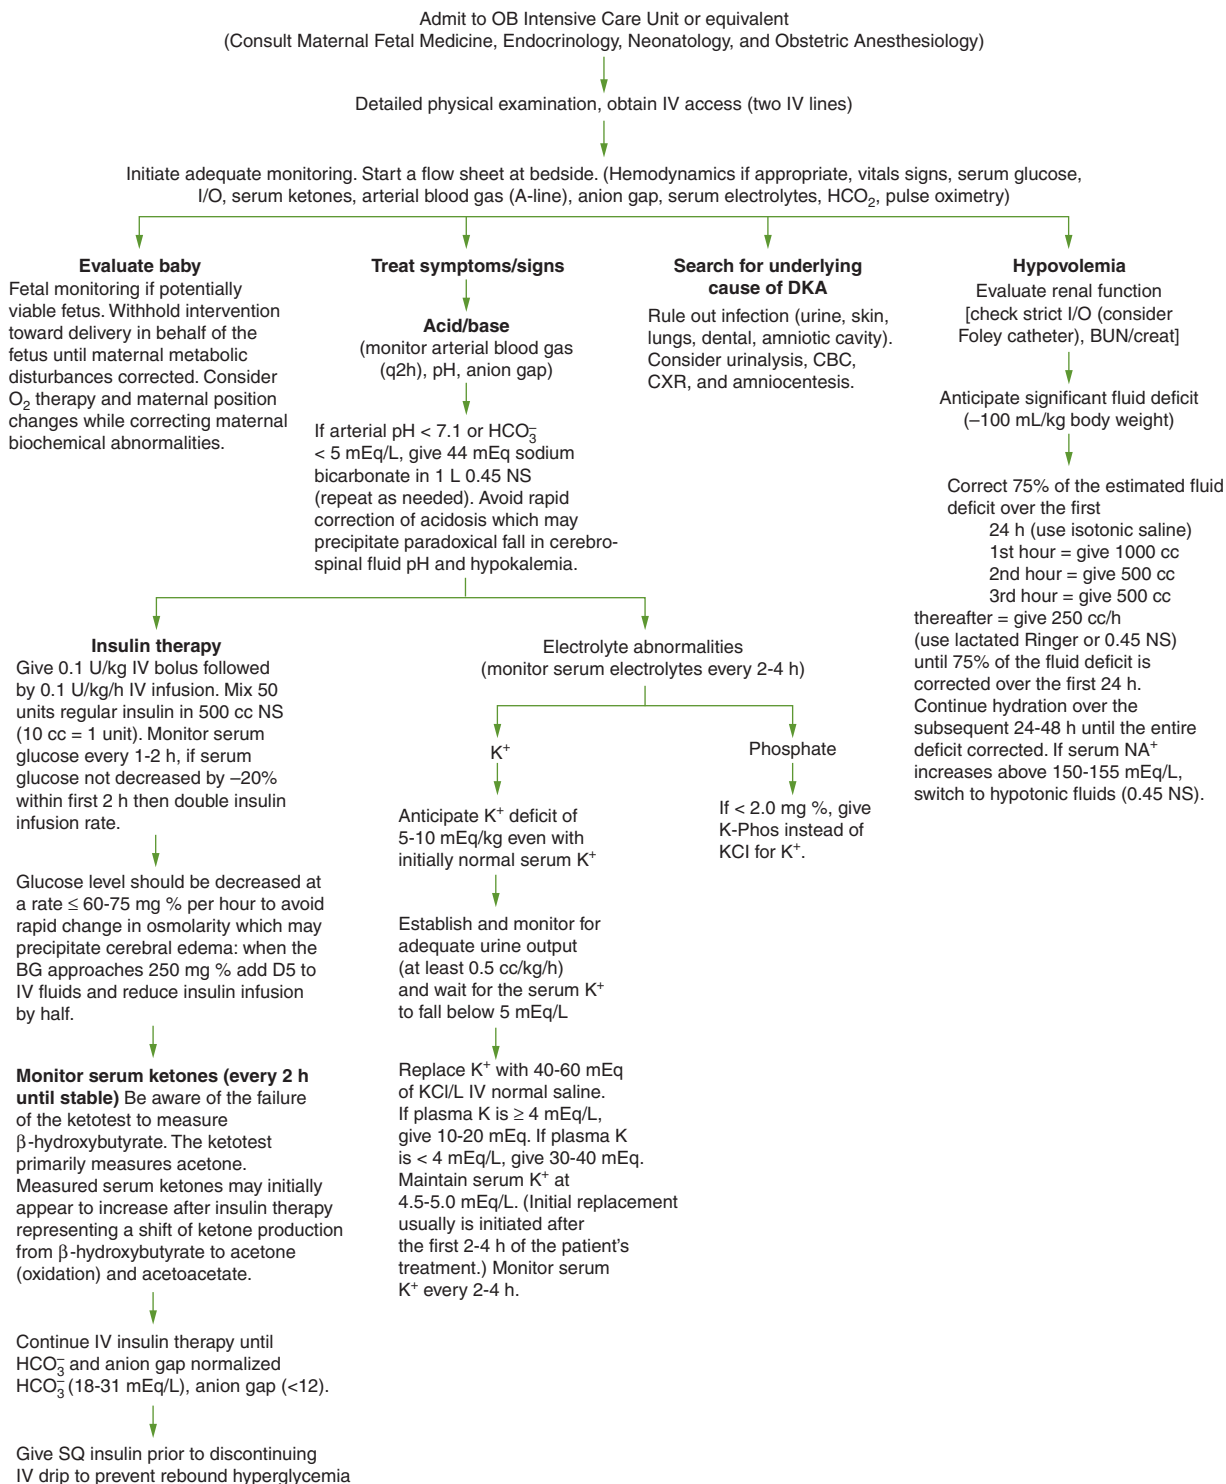 Admit to OB Intensive Care Unit or equivalent
(Consult Maternal Fetal Medicine, Endocrinology, Neonatology, and Obstetric Anesthesiology)
Detailed physical examination, obtain IV access (two IV lines)
Initiate adequate monitoring. Start a flow sheet at bedside. (Hemodynamics if appropriate, vitals signs, serum glucose,
I/O, serum ketones, arterial blood gas (A-line), anion gap, serum electrolytes, HCO₂, pulse oximetry)
Evaluate baby
Fetal monitoring if potentially
viable fetus. Withhold intervention
toward delivery in behalf of the
fetus until maternal metabolic
disturbances corrected. Consider
O₂ therapy and maternal position
changes while correcting maternal
biochemical abnormalities.
Treat symptoms/signs
Acid/base
(monitor arterial blood gas
(q2h), pH, anion gap)
If arterial pH < 7.1 or HCO₃⁻
< 5 mEq/L, give 44 mEq sodium
bicarbonate in 1 L 0.45 NS
(repeat as needed). Avoid rapid
correction of acidosis which may
precipitate paradoxical fall in cerebro-
spinal fluid pH and hypokalemia.
Search for underlying
cause of DKA
Rule out infection (urine, skin,
lungs, dental, amniotic cavity).
Consider urinalysis, CBC,
CXR, and amniocentesis.
Hypovolemia
Evaluate renal function
[check strict I/O (consider
Foley catheter), BUN/creat]
Anticipate significant fluid deficit
(–100 mL/kg body weight)
Correct 75% of the estimated fluid
deficit over the first
24 h (use isotonic saline)
1st hour = give 1000 cc
2nd hour = give 500 cc
3rd hour = give 500 cc
thereafter = give 250 cc/h
(use lactated Ringer or 0.45 NS)
until 75% of the fluid deficit is
corrected over the first 24 h.
Continue hydration over the
subsequent 24-48 h until the entire
deficit corrected. If serum NA⁺
increases above 150-155 mEq/L,
switch to hypotonic fluids (0.45 NS).
Insulin therapy
Give 0.1 U/kg IV bolus followed
by 0.1 U/kg/h IV infusion. Mix 50
units regular insulin in 500 cc NS
(10 cc = 1 unit). Monitor serum
glucose every 1-2 h, if serum
glucose not decreased by –20%
within first 2 h then double insulin
infusion rate.
Glucose level should be decreased at
a rate ≤ 60-75 mg % per hour to avoid
rapid change in osmolarity which may
precipitate cerebral edema: when the
BG approaches 250 mg % add D5 to
IV fluids and reduce insulin infusion
by half.
Monitor serum ketones (every 2 h
until stable) Be aware of the failure
of the ketotest to measure
β-hydroxybutyrate. The ketotest
primarily measures acetone.
Measured serum ketones may initially
appear to increase after insulin therapy
representing a shift of ketone production
from β-hydroxybutyrate to acetone
(oxidation) and acetoacetate.
Continue IV insulin therapy until
HCO₃⁻ and anion gap normalized
HCO₃⁻ (18-31 mEq/L), anion gap (<12).
Give SQ insulin prior to discontinuing
IV drip to prevent rebound hyperglycemia
Electrolyte abnormalities
(monitor serum electrolytes every 2-4 h)
K⁺
Anticipate K⁺ deficit of
5-10 mEq/kg even with
initially normal serum K⁺
Establish and monitor for
adequate urine output
(at least 0.5 cc/kg/h)
and wait for the serum K⁺
to fall below 5 mEq/L
Replace K⁺ with 40-60 mEq
of KCl/L IV normal saline.
If plasma K is ≥ 4 mEq/L,
give 10-20 mEq. If plasma K
is < 4 mEq/L, give 30-40 mEq.
Maintain serum K⁺ at
4.5-5.0 mEq/L. (Initial replacement
usually is initiated after
the first 2-4 h of the patient's
treatment.) Monitor serum
K⁺ every 2-4 h.
Phosphate
If < 2.0 mg %, give
K-Phos instead of
KCl for K⁺.